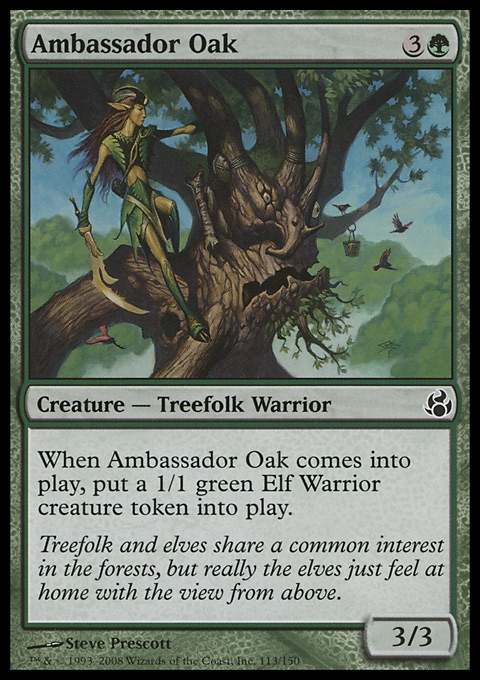 Ambassador Oak 3
Creature — Treefolk Warrior
When Ambassador Oak comes into
play, put a 1/1 green Elf Warrior
creature token into play.
Treefolk and elves share a common interest
in the forests, but really the elves just feel at
home with the view from above.
Steve Prescott
3/3
™ & © 1993–2008 Wizards of the Coast, Inc. 113/150